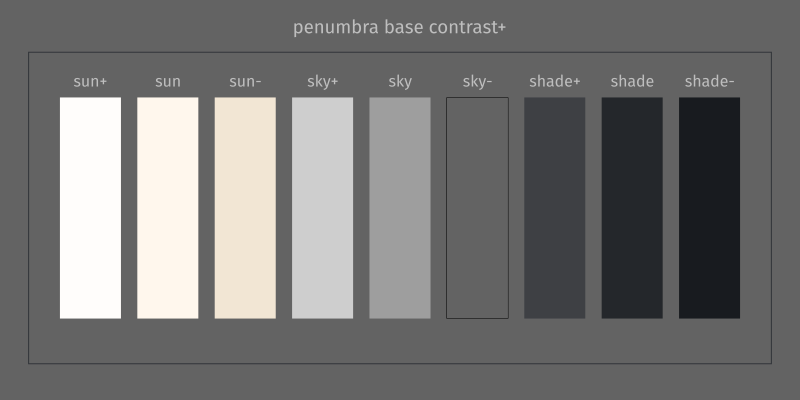 penumbra base contrast+
sun+ sun sun- sky+ sky sky- shade+ shade shade-